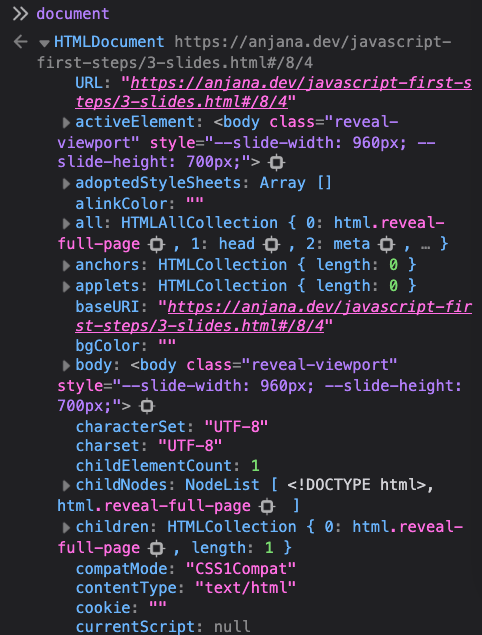 >> document
HTMLDocument https://anjana.dev/javascript-
first-steps/3-slides.html#/8/4
URL: "https://anjana.dev/javascript-first-s
teps/3-slides.html#/8/4"
activeElement: <body class="reveal-
viewport" style="--slide-width: 960px; --
slide-height: 700px;">
adoptedStyleSheets: Array []
alinkColor: ""
all: HTMLAllCollection { 0: html.reveal-
full-page , 1: head , 2: meta , … }
anchors: HTMLCollection { length: 0 }
applets: HTMLCollection { length: 0 }
baseURI: "https://anjana.dev/javascript-fir
st-steps/3-slides.html#/8/4"
bgColor: ""
body: <body class="reveal-viewport"
style="--slide-width: 960px; --slide-height:
700px;">
characterSet: "UTF-8"
charset: "UTF-8"
childElementCount: 1
childNodes: NodeList [ <!DOCTYPE html>,
html.reveal-full-page ]
children: HTMLCollection { 0: html.reveal-
full-page , length: 1 }
compatMode: "CSS1Compat"
contentType: "text/html"
cookie: ""
currentScript: null